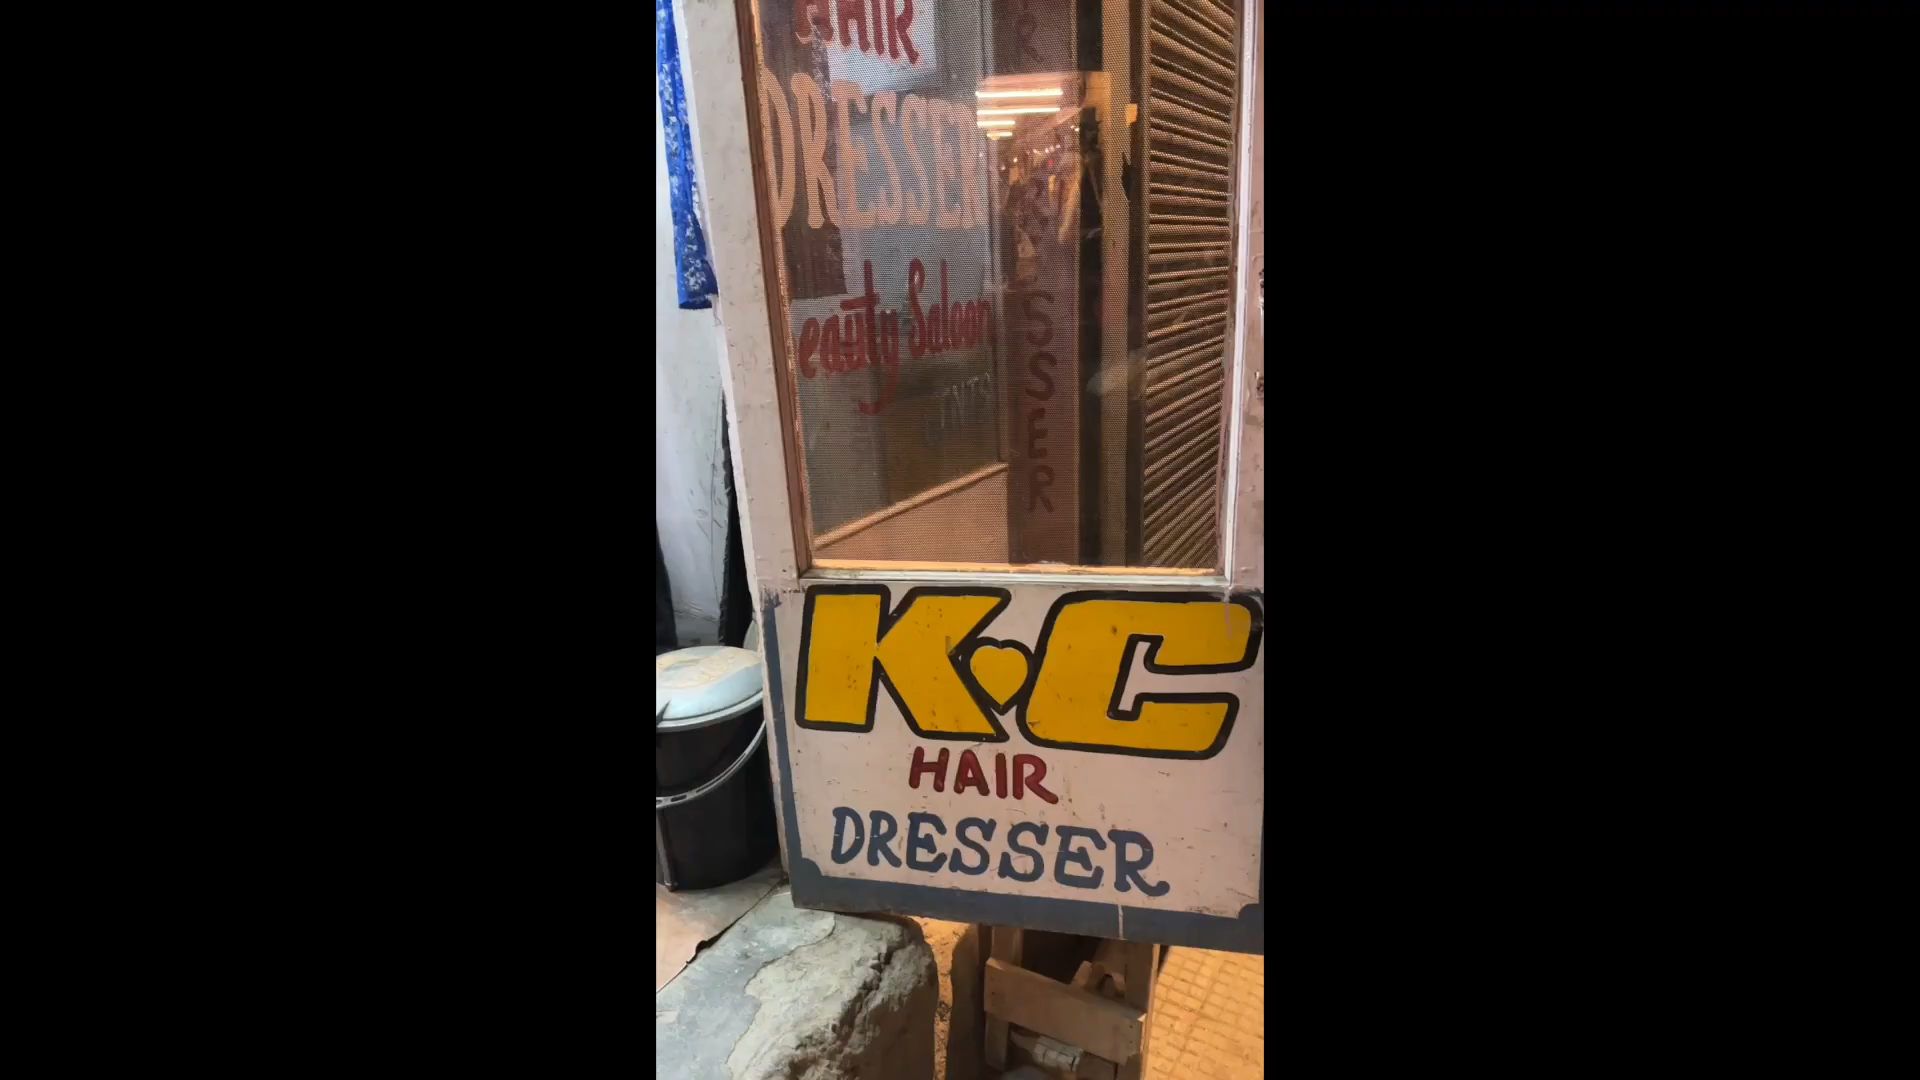 HAIR
DRESSER
eauty Saloon
K♥C
HAIR
DRESSER